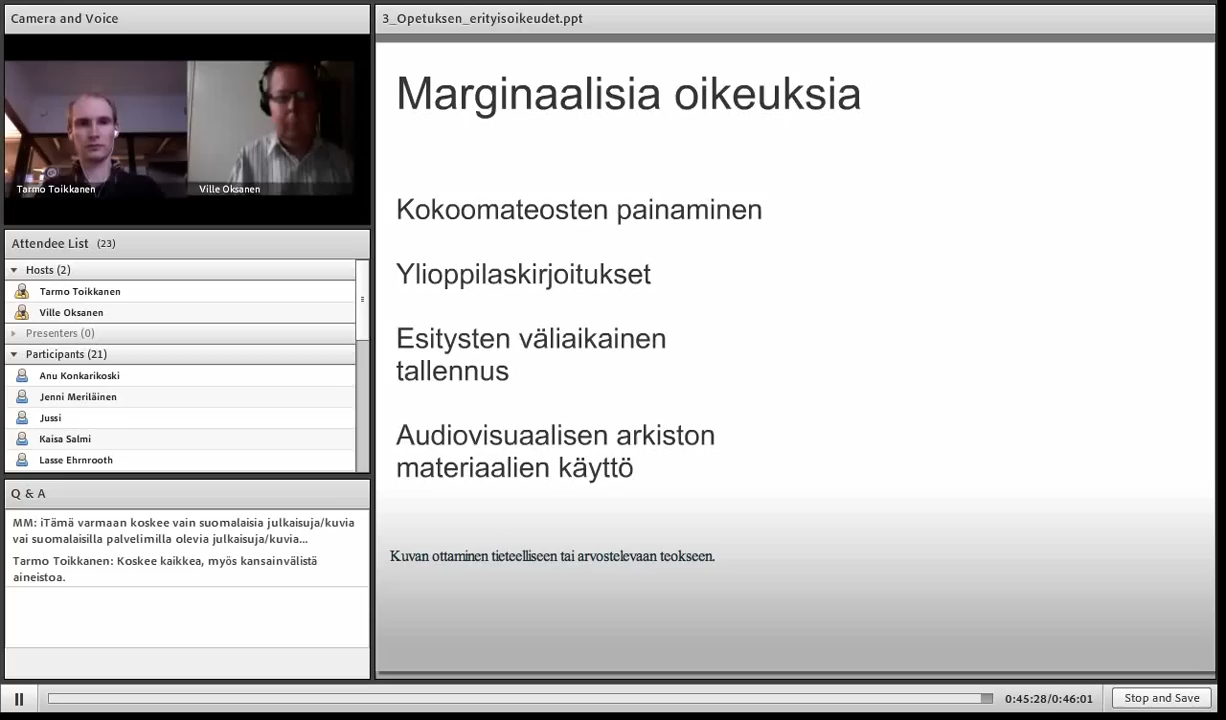 Camera and Voice
Tarmo Toikkanen
Ville Oksanen
Attendee List (23)
Hosts (2)
Tarmo Toikkanen
Ville Oksanen
Presenters (0)
Participants (21)
Anu Konkarikoski
Jenni Meriläinen
Jussi
Kaisa Salmi
Lasse Ehrnrooth
Q & A
MM: iTämä varmaan koskee vain suomalaisia julkaisuja/kuvia
vai suomalaisilla palvelimilla olevia julkaisuja/kuvia...
Tarmo Toikkanen: Koskee kaikkea, myös kansainvälistä
aineistoa.
3_Opetuksen_erityisoikeudet.ppt
Marginaalisia oikeuksia
Kokoomateosten painaminen
Ylioppilaskirjoitukset
Esitysten väliaikainen
tallennus
Audiovisuaalisen arkiston
materiaalien käyttö
Kuvan ottaminen tieteelliseen tai arvostelevaan teokseen.
0:45:28/0:46:01
Stop and Save